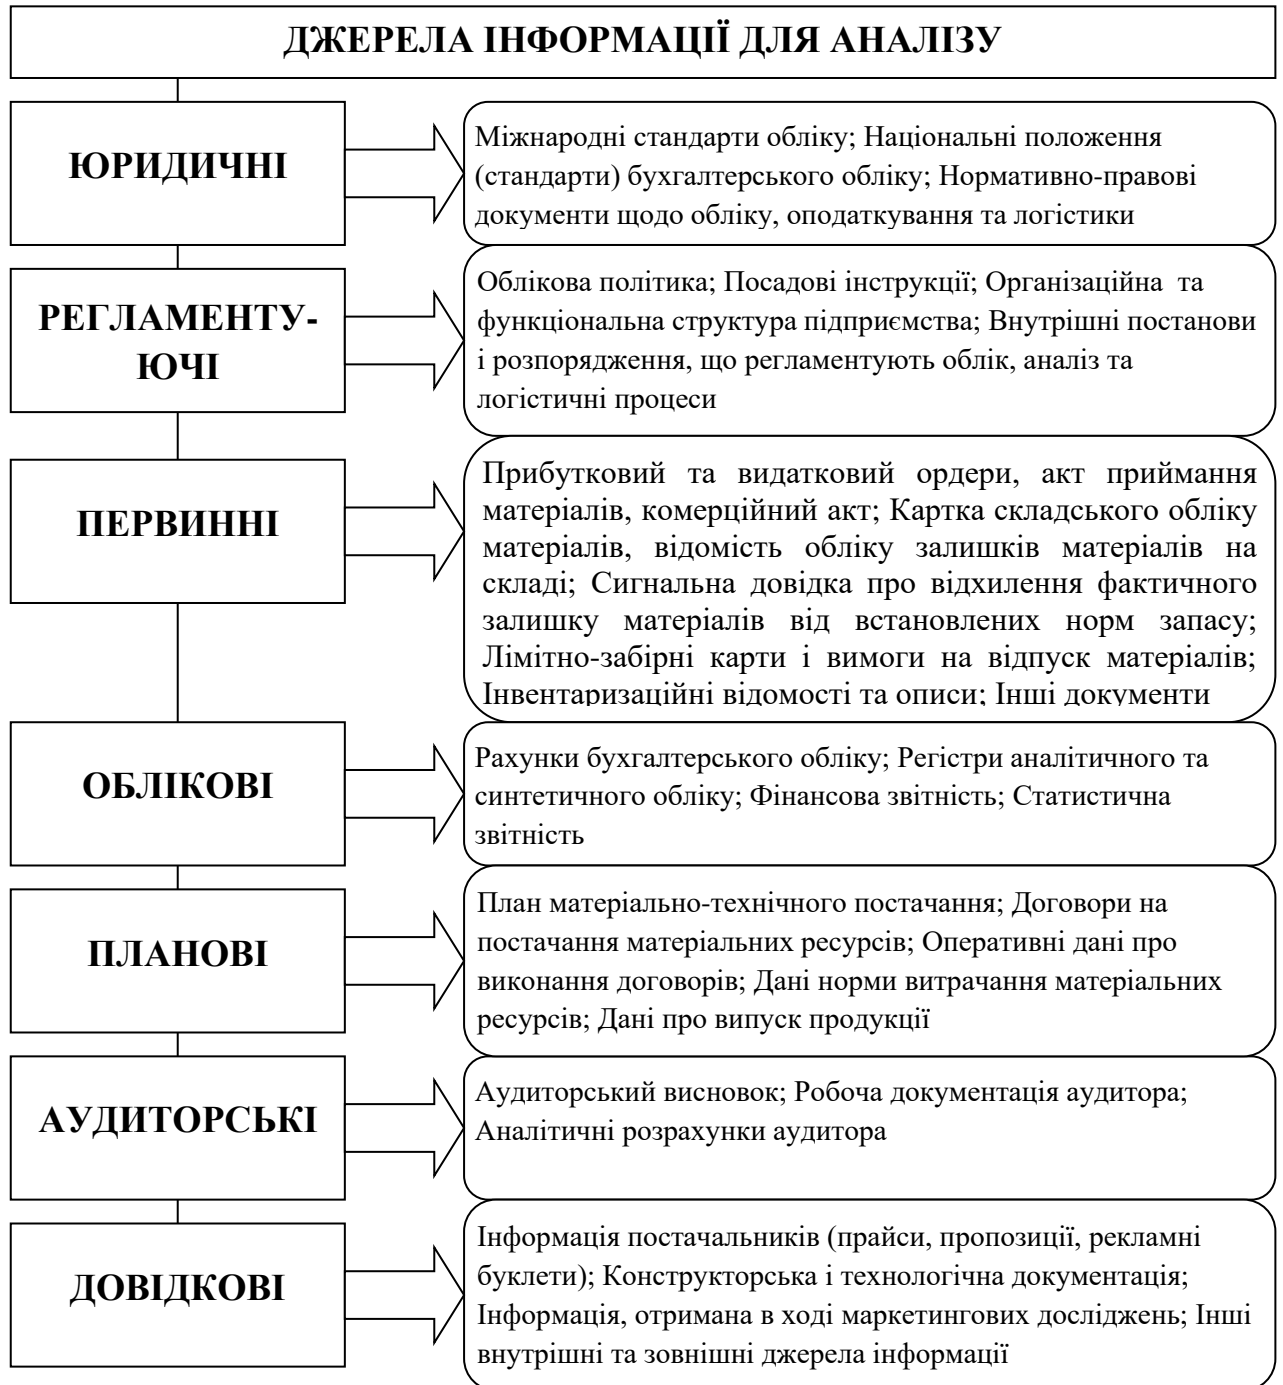 ДЖЕРЕЛА ІНФОРМАЦІЇ ДЛЯ АНАЛІЗУ
ЮРИДИЧНІ
Міжнародні стандарти обліку; Національні положення
(стандарти) бухгалтерського обліку; Нормативно-правові
документи щодо обліку, оподаткування та логістики
РЕГЛАМЕНТУ-
ЮЧІ
Облікова політика; Посадові інструкції; Організаційна та
функціональна структура підприємства; Внутрішні постанови
і розпорядження, що регламентують облік, аналіз та
логістичні процеси
ПЕРВИННІ
Прибутковий та видатковий ордери, акт приймання
матеріалів, комерційний акт; Картка складського обліку
матеріалів, відомість обліку залишків матеріалів на
складі; Сигнальна довідка про відхилення фактичного
залишку матеріалів від встановлених норм запасу;
Лімітно-забірні карти і вимоги на відпуск матеріалів;
Інвентаризаційні відомості та описи; Інші документи
ОБЛІКОВІ
Рахунки бухгалтерського обліку; Регістри аналітичного та
синтетичного обліку; Фінансова звітність; Статистична
звітність
ПЛАНОВІ
План матеріально-технічного постачання; Договори на
постачання матеріальних ресурсів; Оперативні дані про
виконання договорів; Дані норми витрачання матеріальних
ресурсів; Дані про випуск продукції
АУДИТОРСЬКІ
Аудиторський висновок; Робоча документація аудитора;
Аналітичні розрахунки аудитора
ДОВІДКОВІ
Інформація постачальників (прайси, пропозиції, рекламні
буклети); Конструкторська і технологічна документація;
Інформація, отримана в ході маркетингових досліджень; Інші
внутрішні та зовнішні джерела інформації